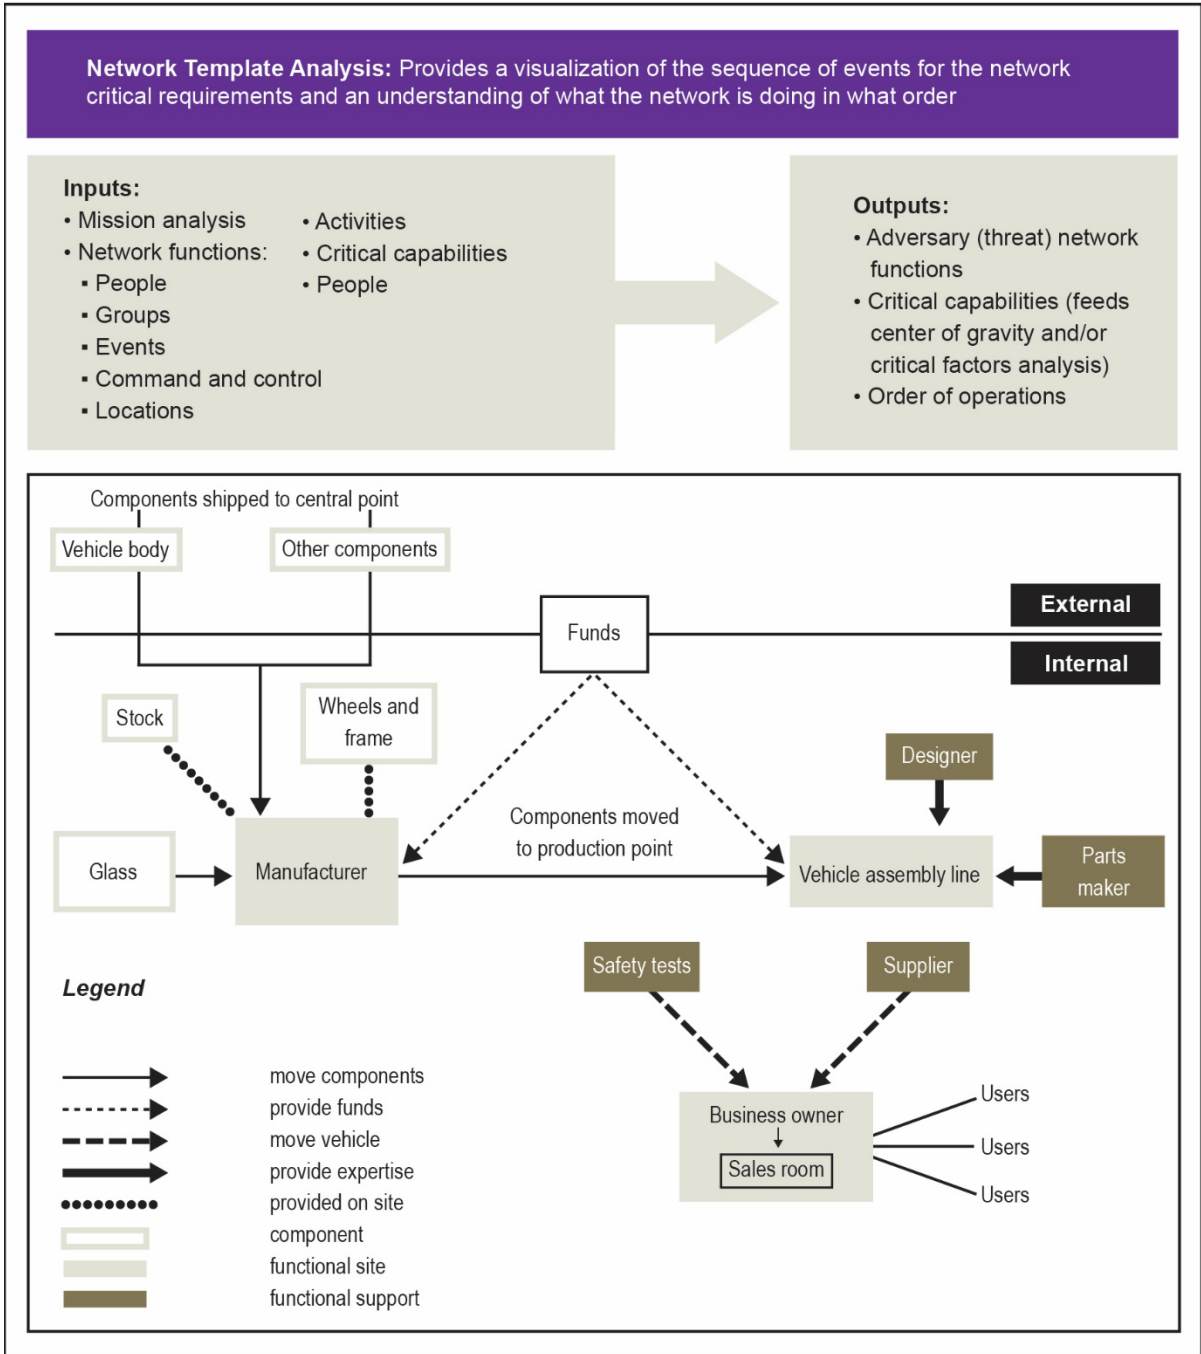 Network Template Analysis: Provides a visualization of the sequence of events for the network
critical requirements and an understanding of what the network is doing in what order
Inputs:
• Mission analysis
• Network functions:
▪ People
▪ Groups
▪ Events
▪ Command and control
▪ Locations
• Activities
• Critical capabilities
• People
Outputs:
• Adversary (threat) network
functions
• Critical capabilities (feeds
center of gravity and/or
critical factors analysis)
• Order of operations
Components shipped to central point
Vehicle body
Other components
External
Funds
Internal
Stock
Wheels and
frame
Designer
Components moved
to production point
Glass
Manufacturer
Vehicle assembly line
Parts
maker
Safety tests
Supplier
Business owner
Sales room
Users
Users
Users
Legend
move components
provide funds
move vehicle
provide expertise
provided on site
component
functional site
functional support